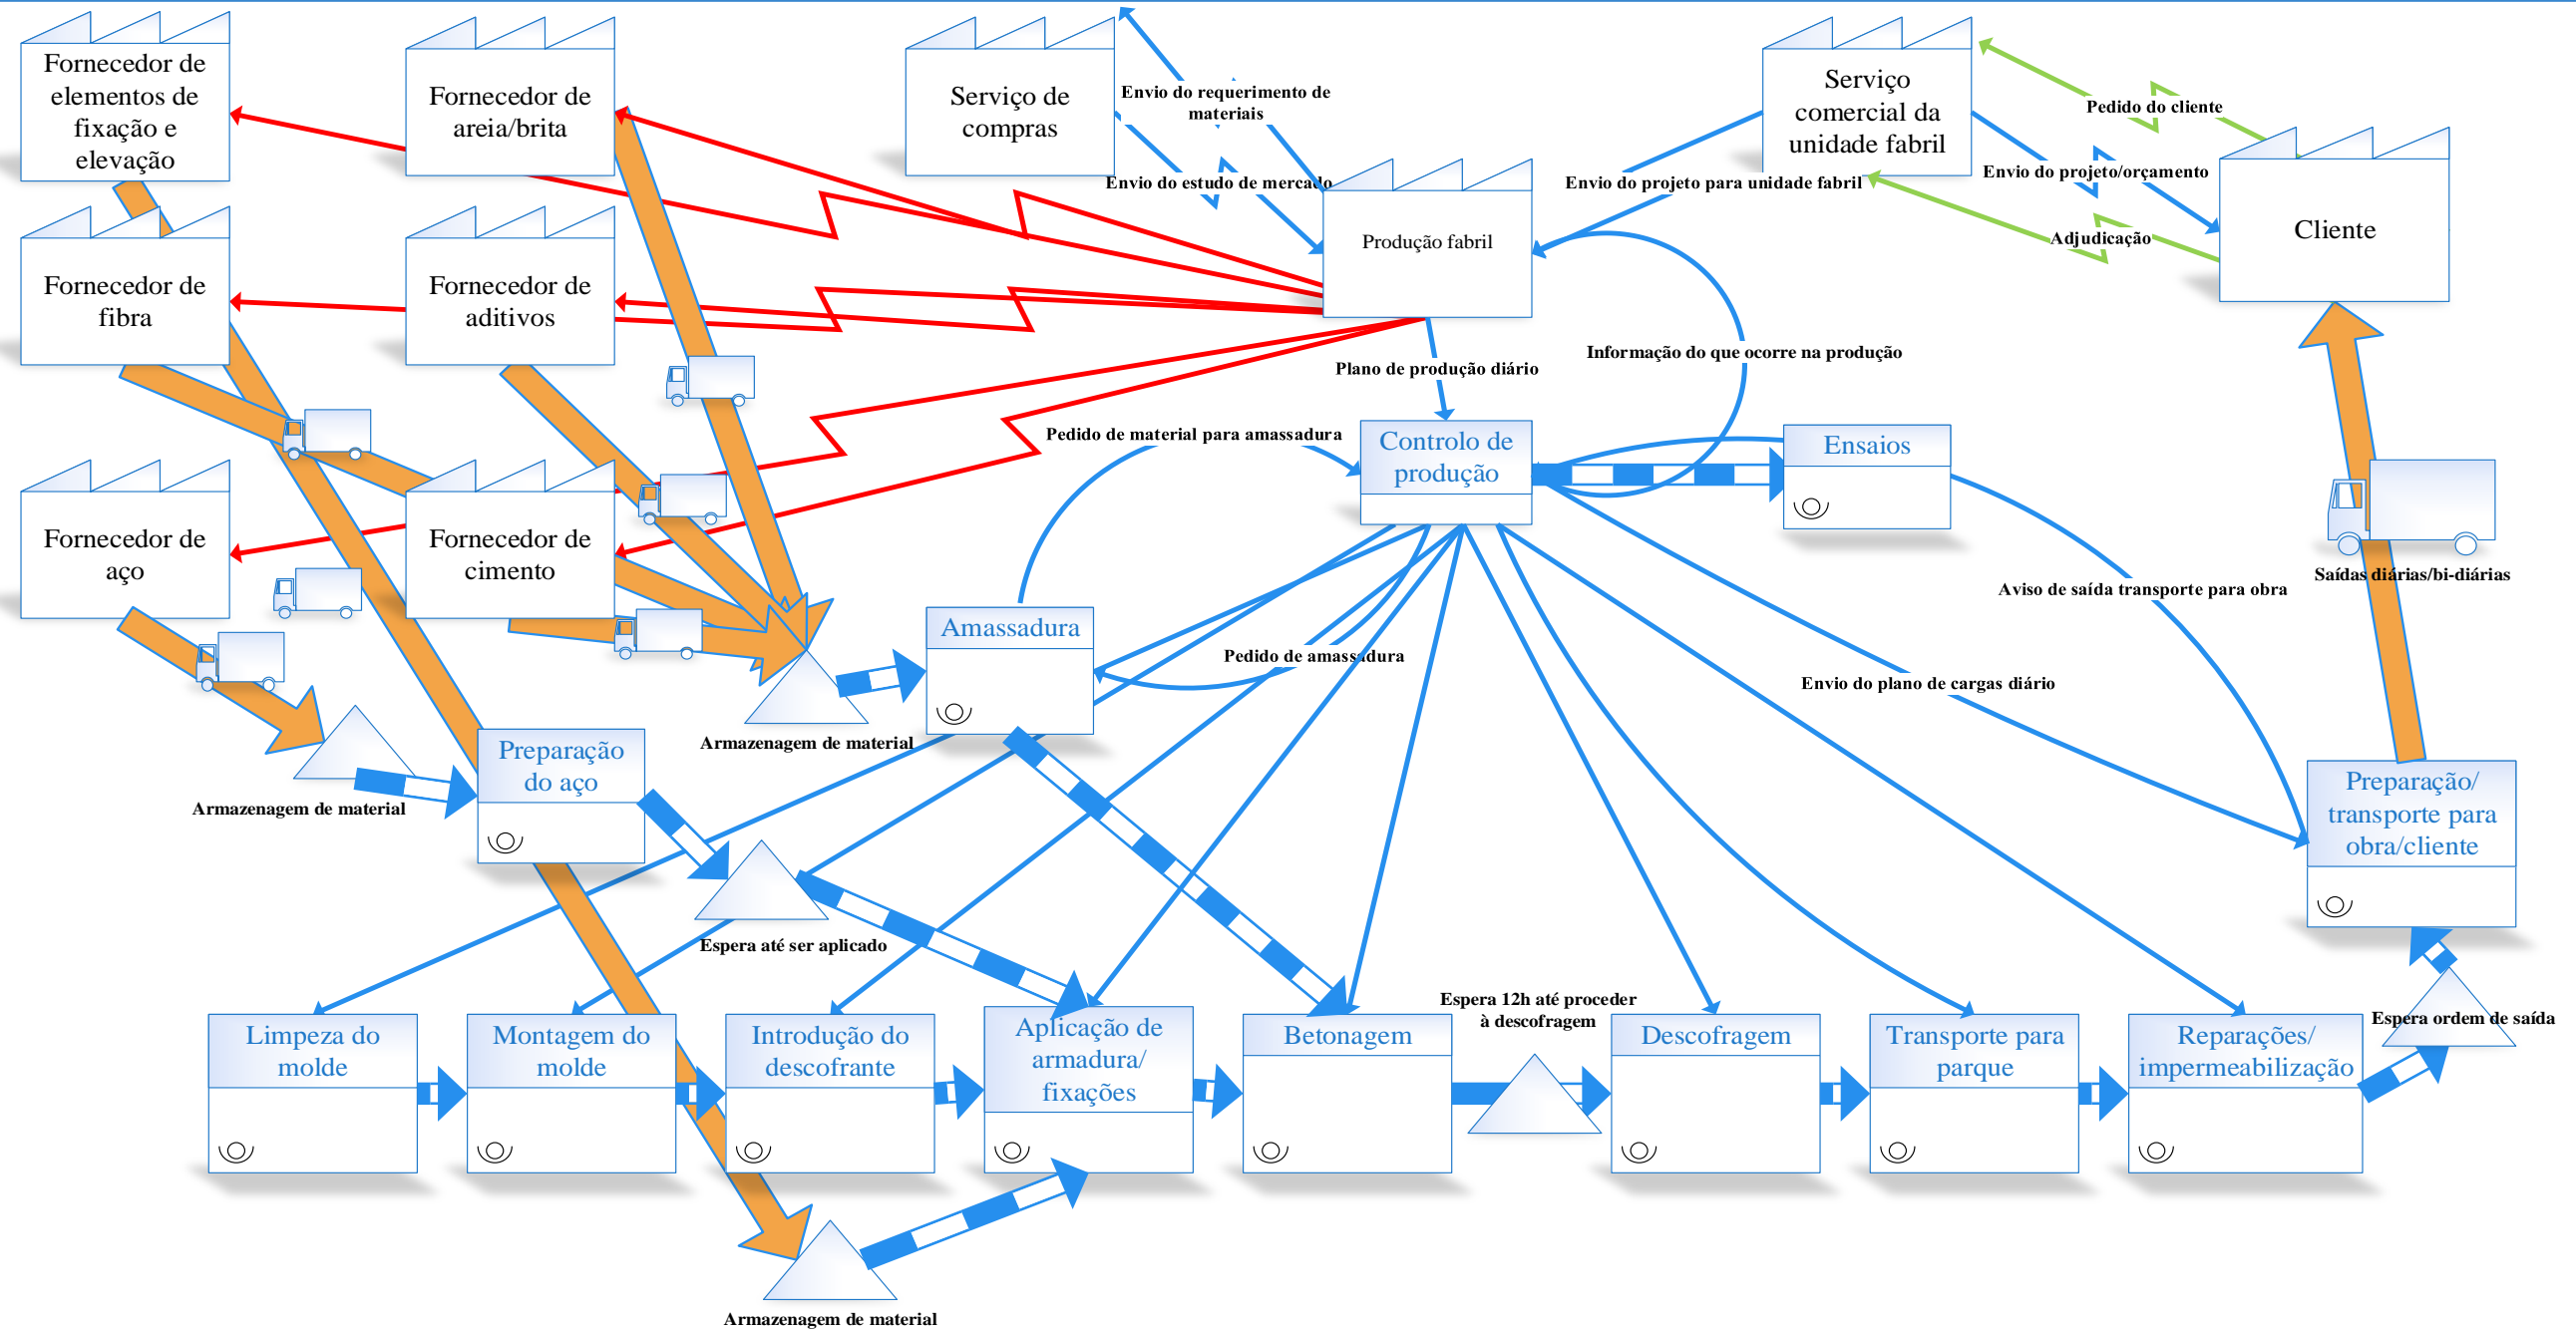 Fornecedor de
elementos de
fixação e
elevação
Fornecedor de
areia/brita
Serviço de
compras
Envio do requerimento de
materiais
Envio do estudo de mercado
Produção fabril
Serviço
comercial da
unidade fabril
Envio do projeto para unidade fabril
Pedido do cliente
Envio do projeto/orçamento
Adjudicação
Cliente
Fornecedor de
fibra
Fornecedor de
aditivos
Plano de produção diário
Informação do que ocorre na produção
Pedido de material para amassadura
Controlo de
produção
Ensaios
Fornecedor de
aço
Fornecedor de
cimento
Saídas diárias/bi-diárias
Aviso de saída transporte para obra
Amassadura
Pedido de amassadura
Envio do plano de cargas diário
Armazenagem de material
Preparação
do aço
Armazenagem de material
Preparação/
transporte para
obra/cliente
Espera até ser aplicado
Espera 12h até proceder
à descofragem
Espera ordem de saída
Limpeza do
molde
Montagem do
molde
Introdução do
descofrante
Aplicação de
armadura/
fixações
Betonagem
Descofragem
Transporte para
parque
Reparações/
impermeabilização
Armazenagem de material